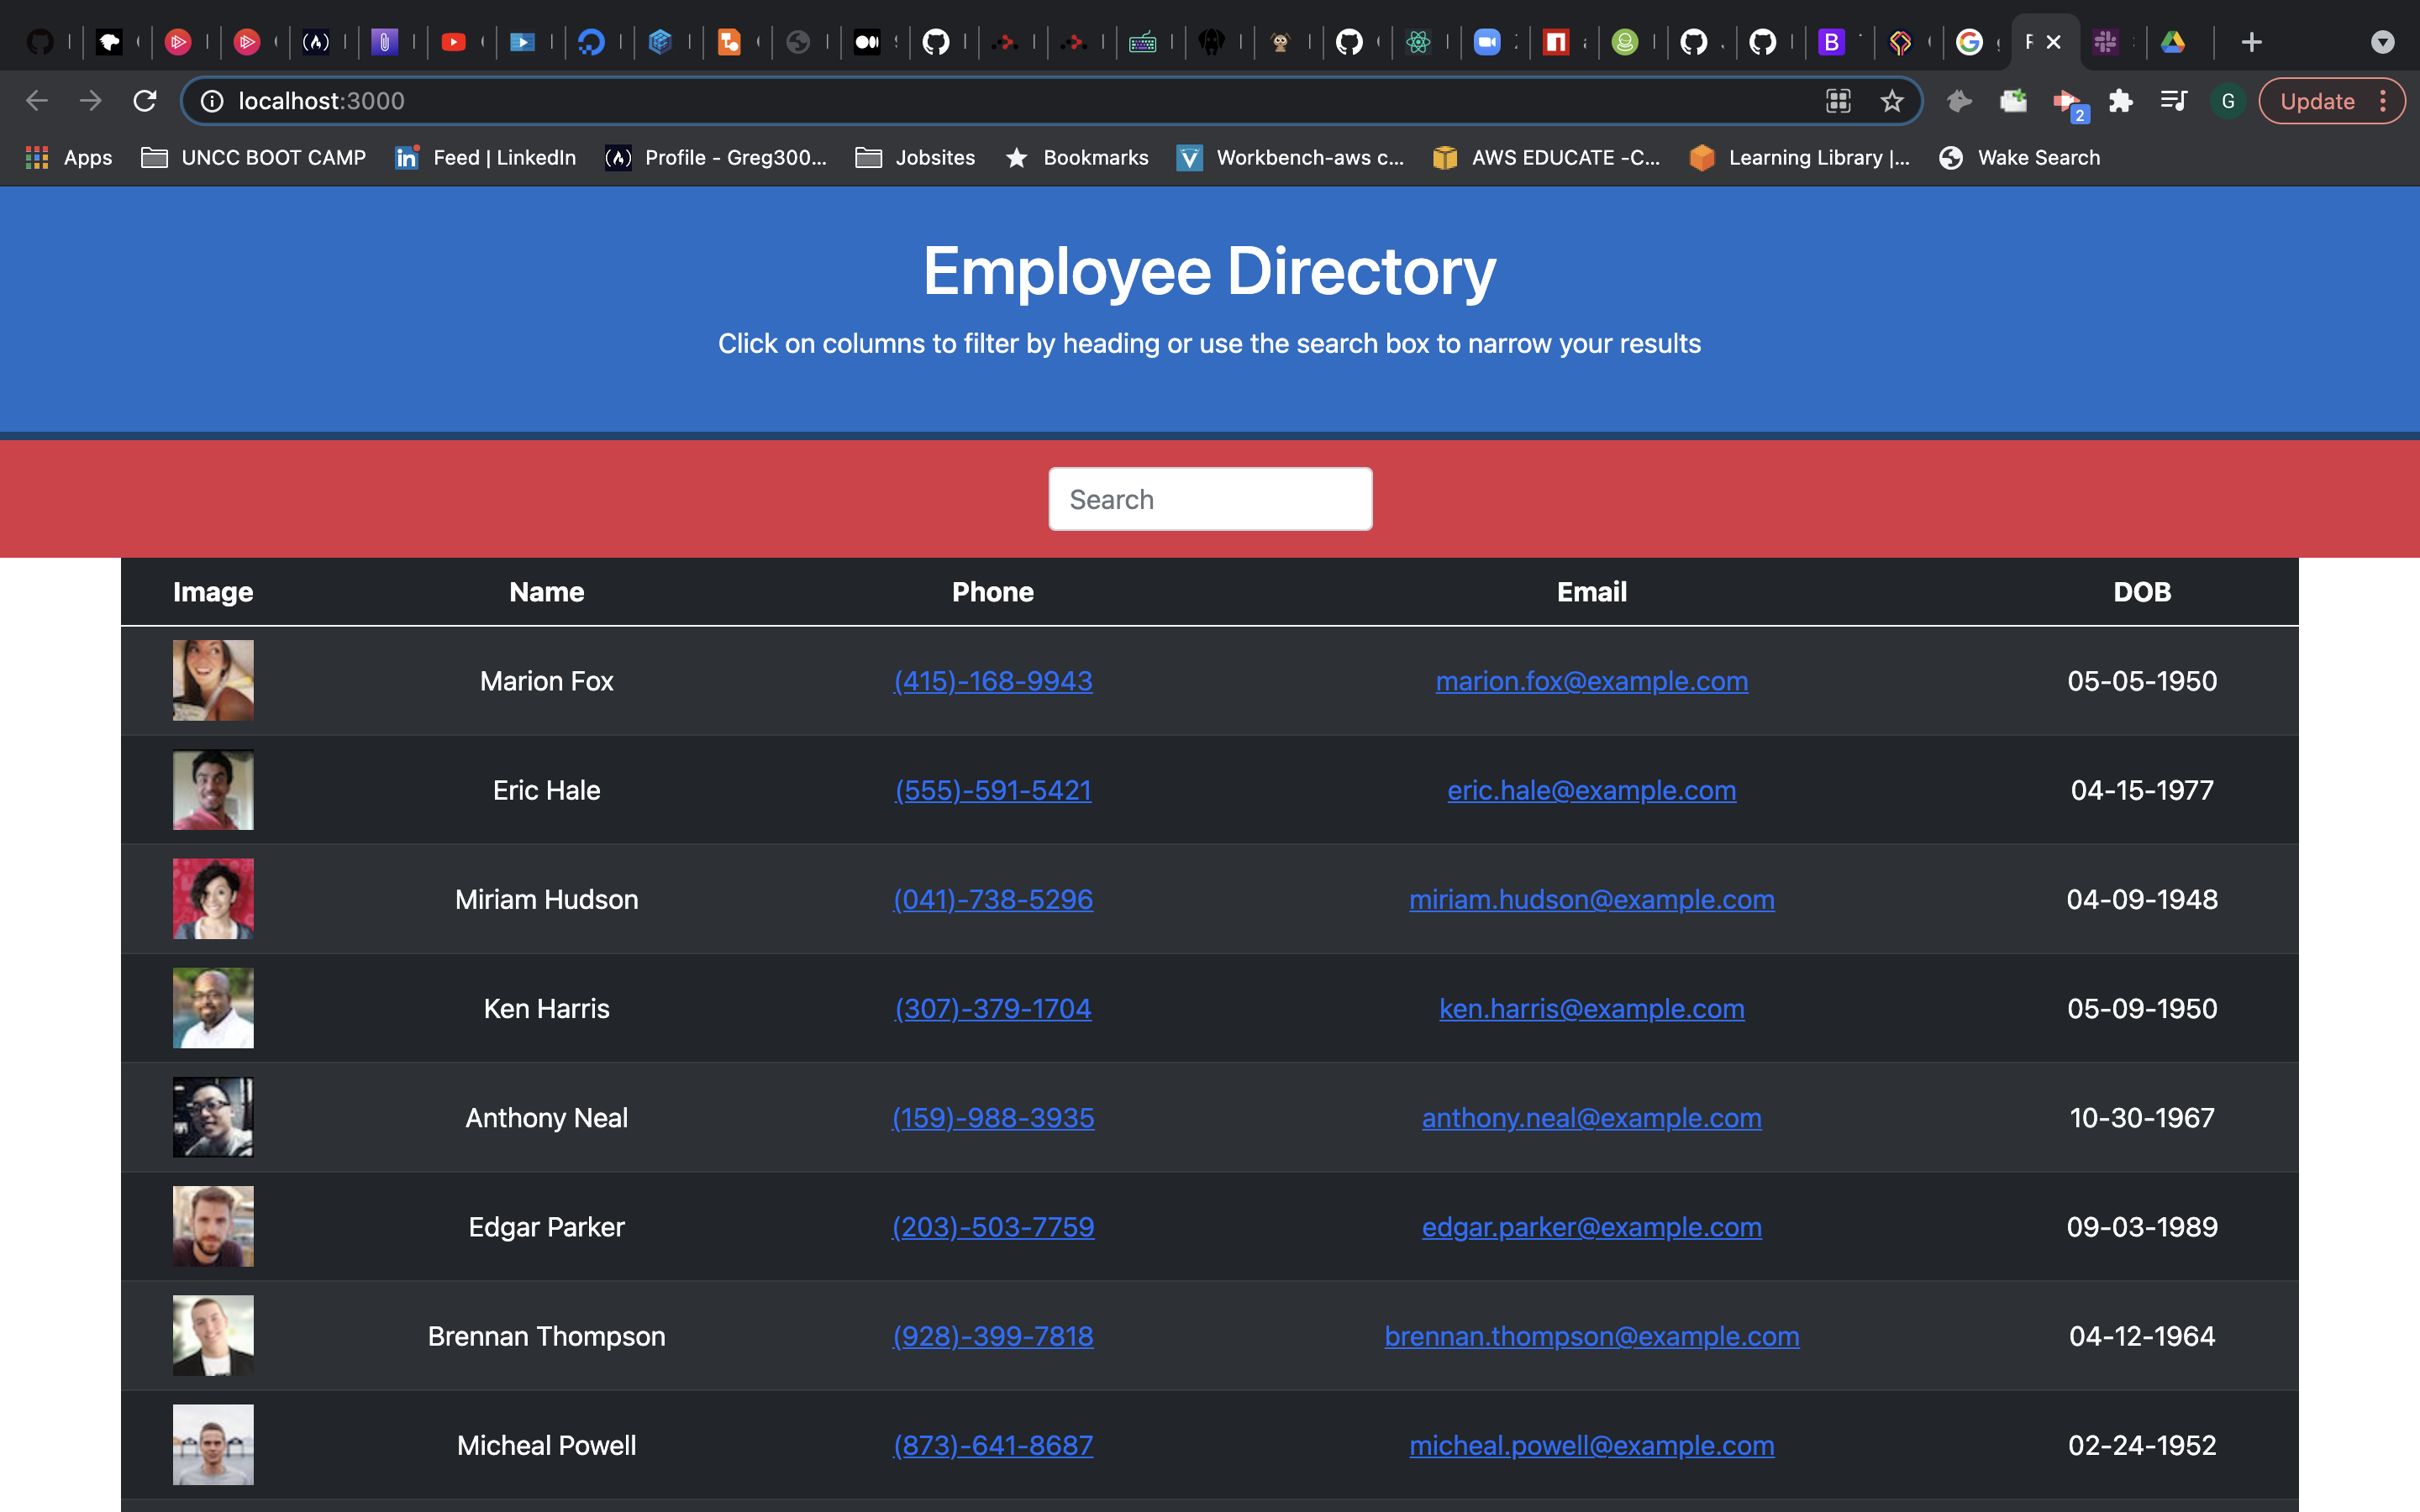 localhost:3000
2
G
Update
Apps
UNCC BOOT CAMP
Feed | LinkedIn
Profile - Greg300...
Jobsites
Bookmarks
Workbench-aws c...
AWS EDUCATE -C...
Learning Library |...
Wake Search
Employee Directory
Click on columns to filter by heading or use the search box to narrow your results
Search
Image Name Phone Email DOB
Marion Fox (415)-168-9943 marion.fox@example.com 05-05-1950
Eric Hale (555)-591-5421 eric.hale@example.com 04-15-1977
Miriam Hudson (041)-738-5296 miriam.hudson@example.com 04-09-1948
Ken Harris (307)-379-1704 ken.harris@example.com 05-09-1950
Anthony Neal (159)-988-3935 anthony.neal@example.com 10-30-1967
Edgar Parker (203)-503-7759 edgar.parker@example.com 09-03-1989
Brennan Thompson (928)-399-7818 brennan.thompson@example.com 04-12-1964
Micheal Powell (873)-641-8687 micheal.powell@example.com 02-24-1952